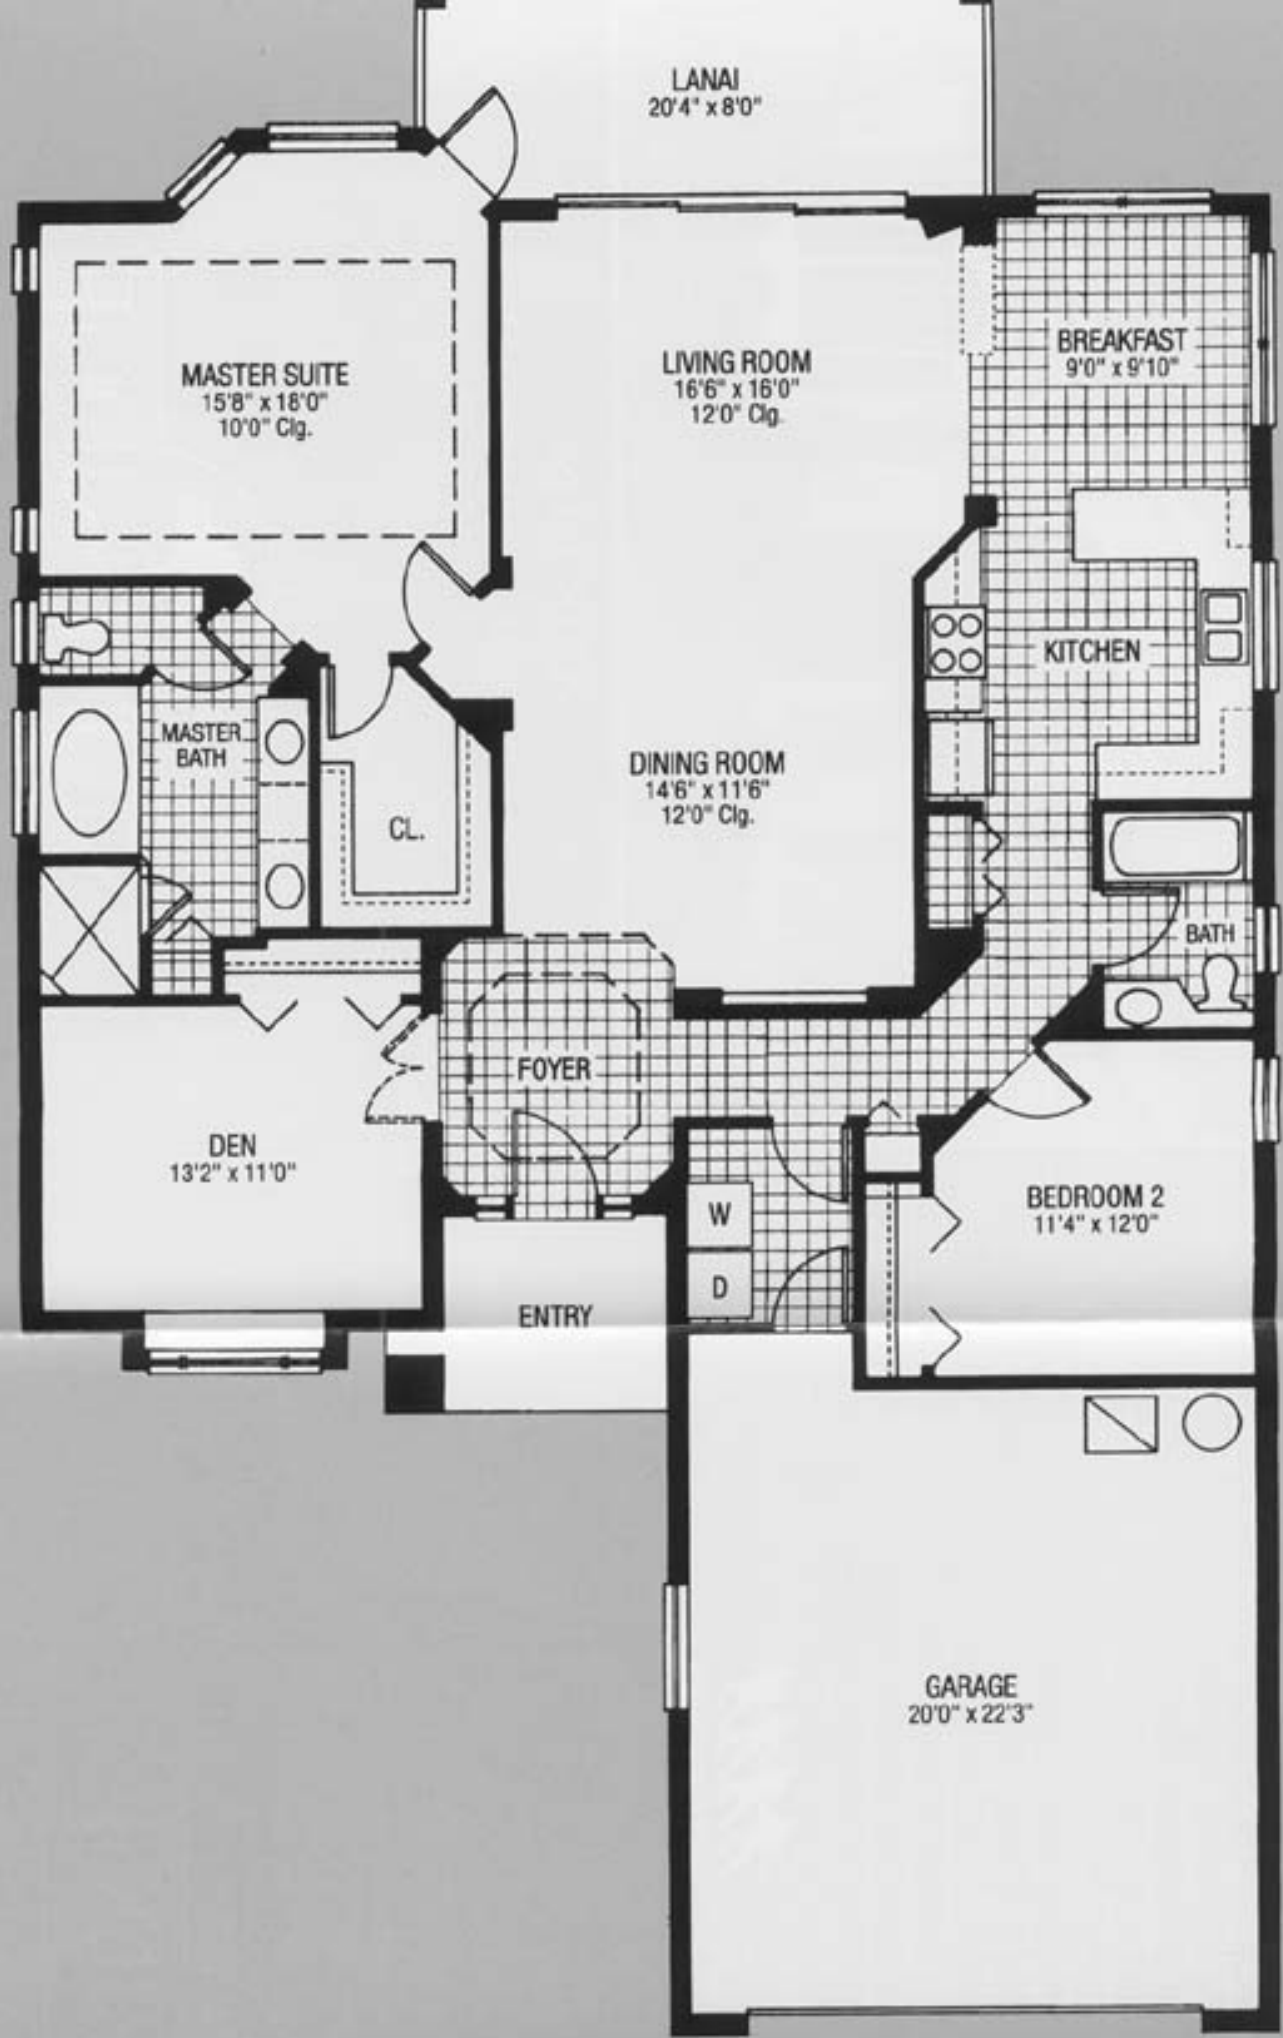 LANAI
20'4" x 8'0"
MASTER SUITE
15'8" x 18'0"
10'0" Clg.
LIVING ROOM
16'6" x 16'0"
12'0" Clg.
BREAKFAST
9'0" x 9'10"
KITCHEN
MASTER
BATH
CL.
DINING ROOM
14'6" x 11'6"
12'0" Clg.
BATH
FOYER
DEN
13'2" x 11'0"
W
D
BEDROOM 2
11'4" x 12'0"
ENTRY
GARAGE
20'0" x 22'3"